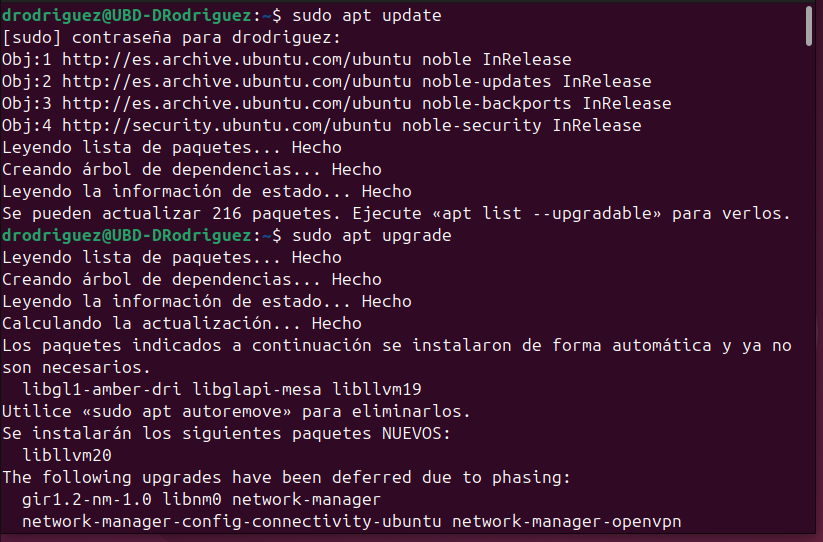 drodriguez@UBD-DRodriguez:~$ sudo apt update
[sudo] contraseña para drodriguez:
Obj:1 http://es.archive.ubuntu.com/ubuntu noble InRelease
Obj:2 http://es.archive.ubuntu.com/ubuntu noble-updates InRelease
Obj:3 http://es.archive.ubuntu.com/ubuntu noble-backports InRelease
Obj:4 http://security.ubuntu.com/ubuntu noble-security InRelease
Leyendo lista de paquetes... Hecho
Creando árbol de dependencias... Hecho
Leyendo la información de estado... Hecho
Se pueden actualizar 216 paquetes. Ejecute «apt list --upgradable» para verlos.
drodriguez@UBD-DRodriguez:~$ sudo apt upgrade
Leyendo lista de paquetes... Hecho
Creando árbol de dependencias... Hecho
Leyendo la información de estado... Hecho
Calculando la actualización... Hecho
Los paquetes indicados a continuación se instalaron de forma automática y ya no
son necesarios.
  libgl1-amber-dri libglapi-mesa libllvm19
Utilice «sudo apt autoremove» para eliminarlos.
Se instalarán los siguientes paquetes NUEVOS:
  libllvm20
The following upgrades have been deferred due to phasing:
  gir1.2-nm-1.0 libnm0 network-manager
  network-manager-config-connectivity-ubuntu network-manager-openvpn